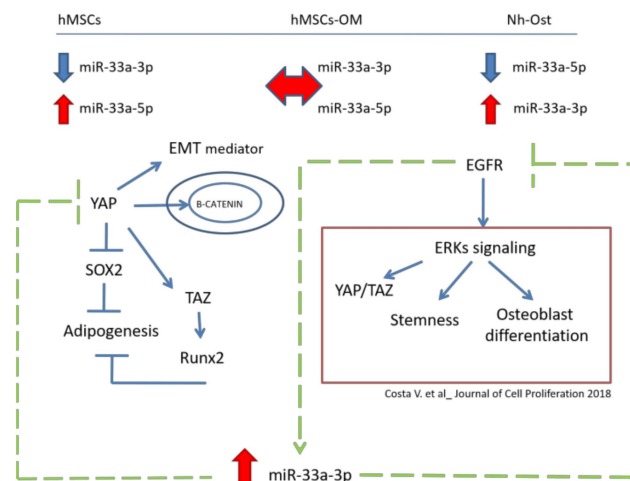 hMSCs hMSCs-OM Nh-Ost
miR-33a-3p miR-33a-3p miR-33a-5p
miR-33a-5p miR-33a-5p miR-33a-3p
EMT mediator
EGFR
YAP
B-CATENIN
ERKs signaling
SOX2
YAP/TAZ
TAZ
Stemness
Osteoblast
differentiation
Adipogenesis
Runx2
Costa V. et al_ Journal of Cell Proliferation 2018
miR-33a-3p